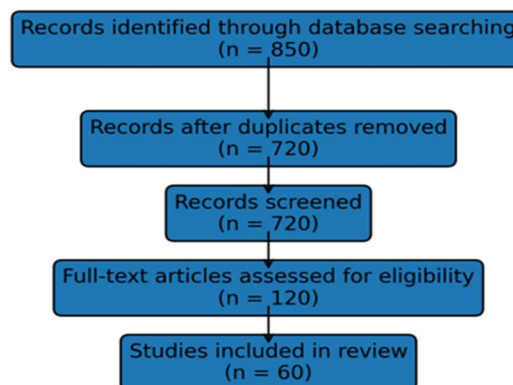 Records identified through database searching
(n = 850)
Records after duplicates removed
(n = 720)
Records screened
(n = 720)
Full-text articles assessed for eligibility
(n = 120)
Studies included in review
(n = 60)